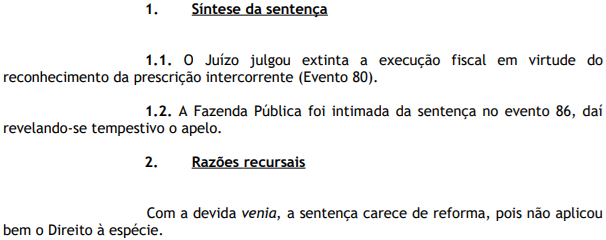 1. Síntese da sentença
1.1. O Juízo julgou extinta a execução fiscal em virtude do
reconhecimento da prescrição intercorrente (Evento 80).
1.2. A Fazenda Pública foi intimada da sentença no evento 86, daí
revelando-se tempestivo o apelo.
2. Razões recursais
Com a devida venia, a sentença carece de reforma, pois não aplicou
bem o Direito à espécie.